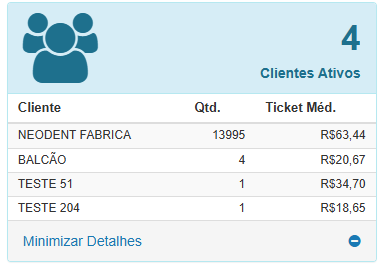 4
Clientes Ativos
Cliente Qtd. Ticket Méd.
NEODENT FABRICA 13995 R$63,44
BALCÃO 4 R$20,67
TESTE 51 1 R$34,70
TESTE 204 1 R$18,65
Minimizar Detalhes